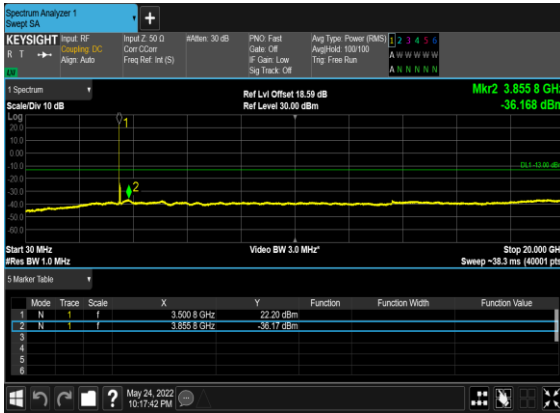 Spectrum Analyzer 1
Swept SA
KEYSIGHT
R T
Input: RF
Coupling: DC
Align: Auto
Input Z: 50 Ω
Corr CCorr
Freq Ref: Int (S)
#Atten: 30 dB
PNO: Fast
Gate: Off
IF Gain: Low
Sig Track: Off
Avg Type: Power (RMS)
Avg|Hold: 100/100
Trig: Free Run
1 2 3 4 5 6
A W W W W W
A N N N N N
1 Spectrum
Scale/Div 10 dB
Ref Lvl Offset 18.59 dB
Ref Level 30.00 dBm
Mkr2 3.855 8 GHz
-36.168 dBm
Log
20.0
10.0
0.00
-10.0
-20.0
-30.0
-40.0
-50.0
-60.0
1
2
DL1 -13.00 dBm
Start 30 MHz
#Res BW 1.0 MHz
Video BW 3.0 MHz*
Stop 20.000 GHz
Sweep ~38.3 ms (40001 pts)
5 Marker Table
Mode Trace Scale X Y Function Function Width Function Value
1 N 1 f 3.500 8 GHz 22.20 dBm
2 N 1 f 3.855 8 GHz -36.17 dBm
3
4
5
6
May 24, 2022
10:17:42 PM